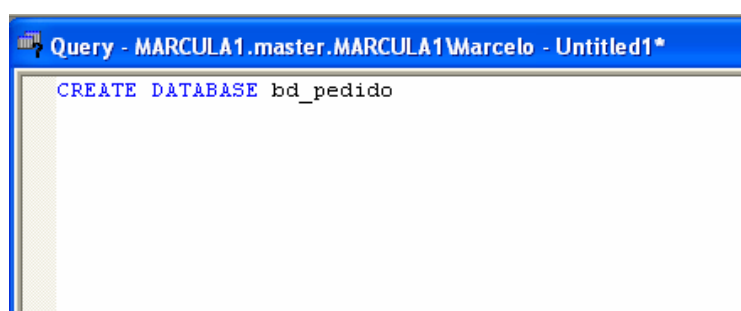 Query - MARCULA1.master.MARCULA1\Marcelo - Untitled1*
CREATE DATABASE bd_pedido